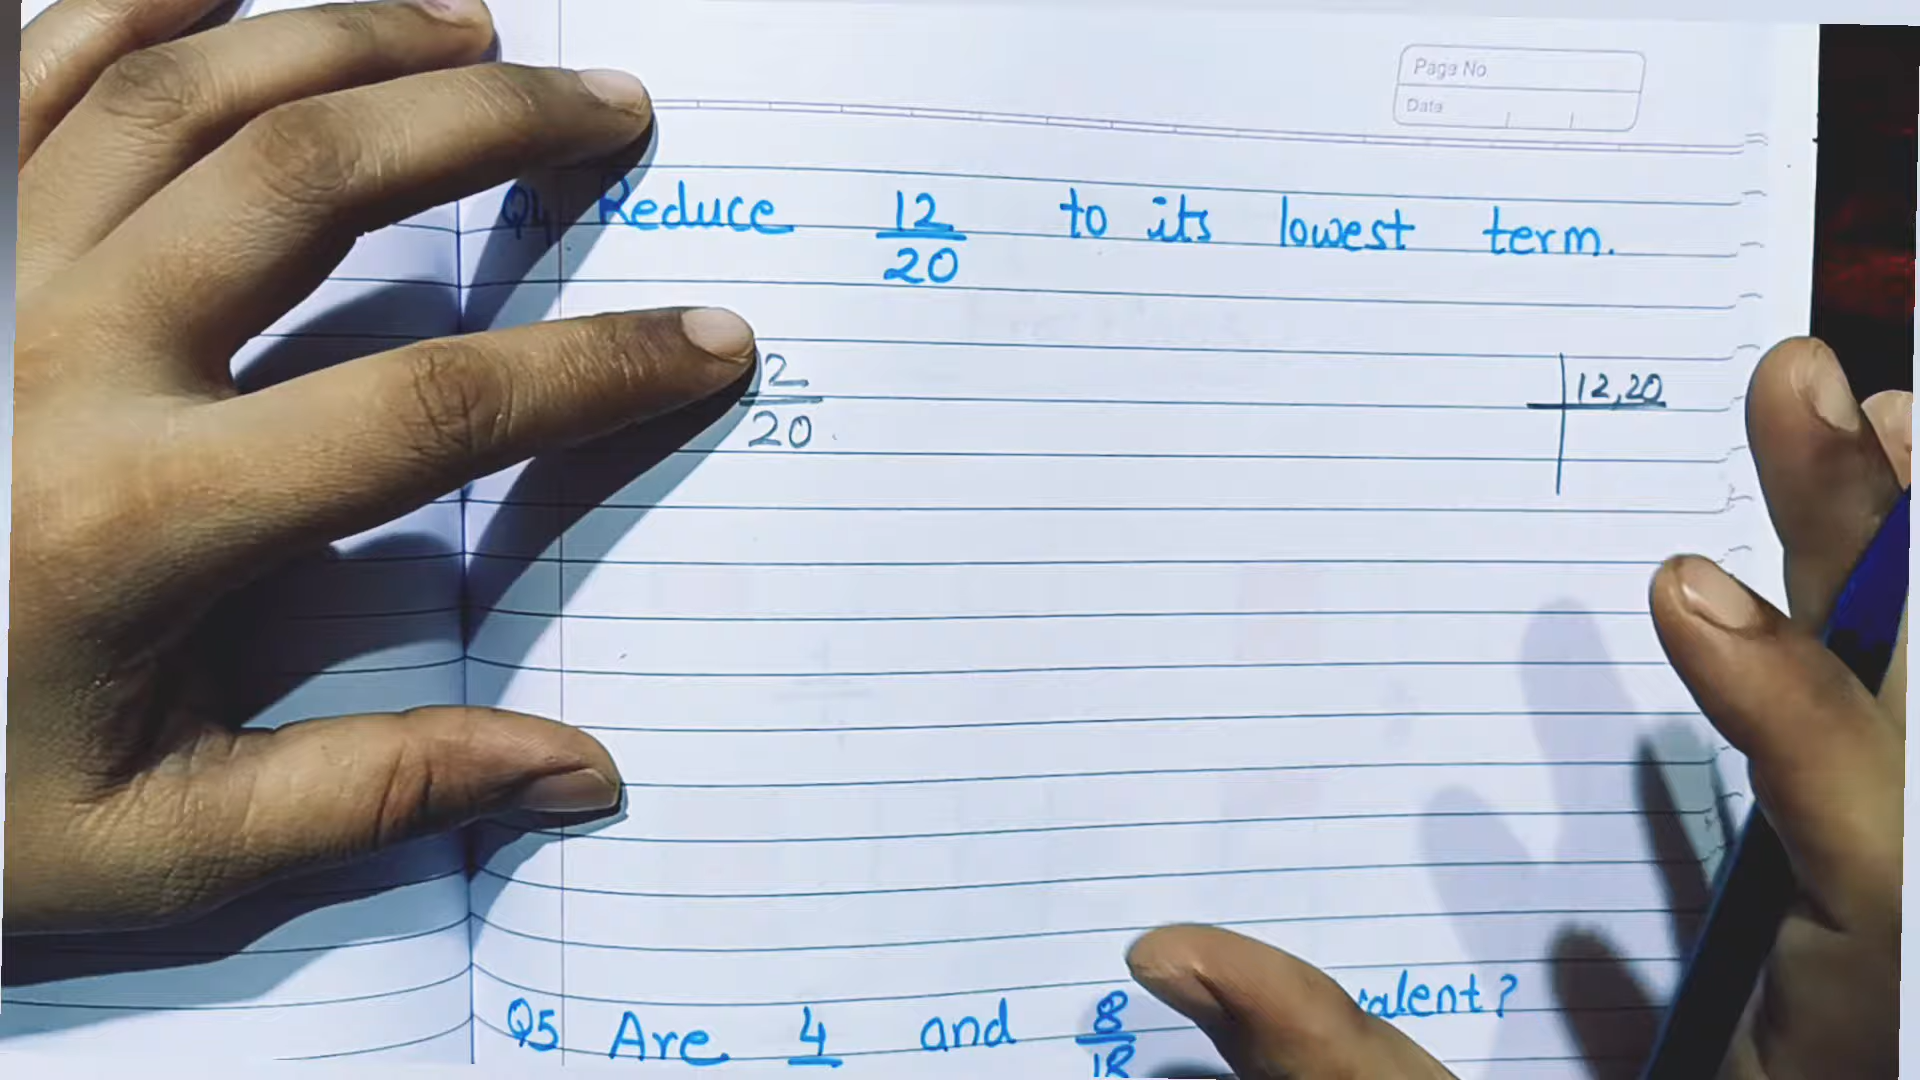 Page No
Date
Q4 Reduce 12/20 to its lowest term.
2/20
12,20
Q5 Are 4 and 8/18